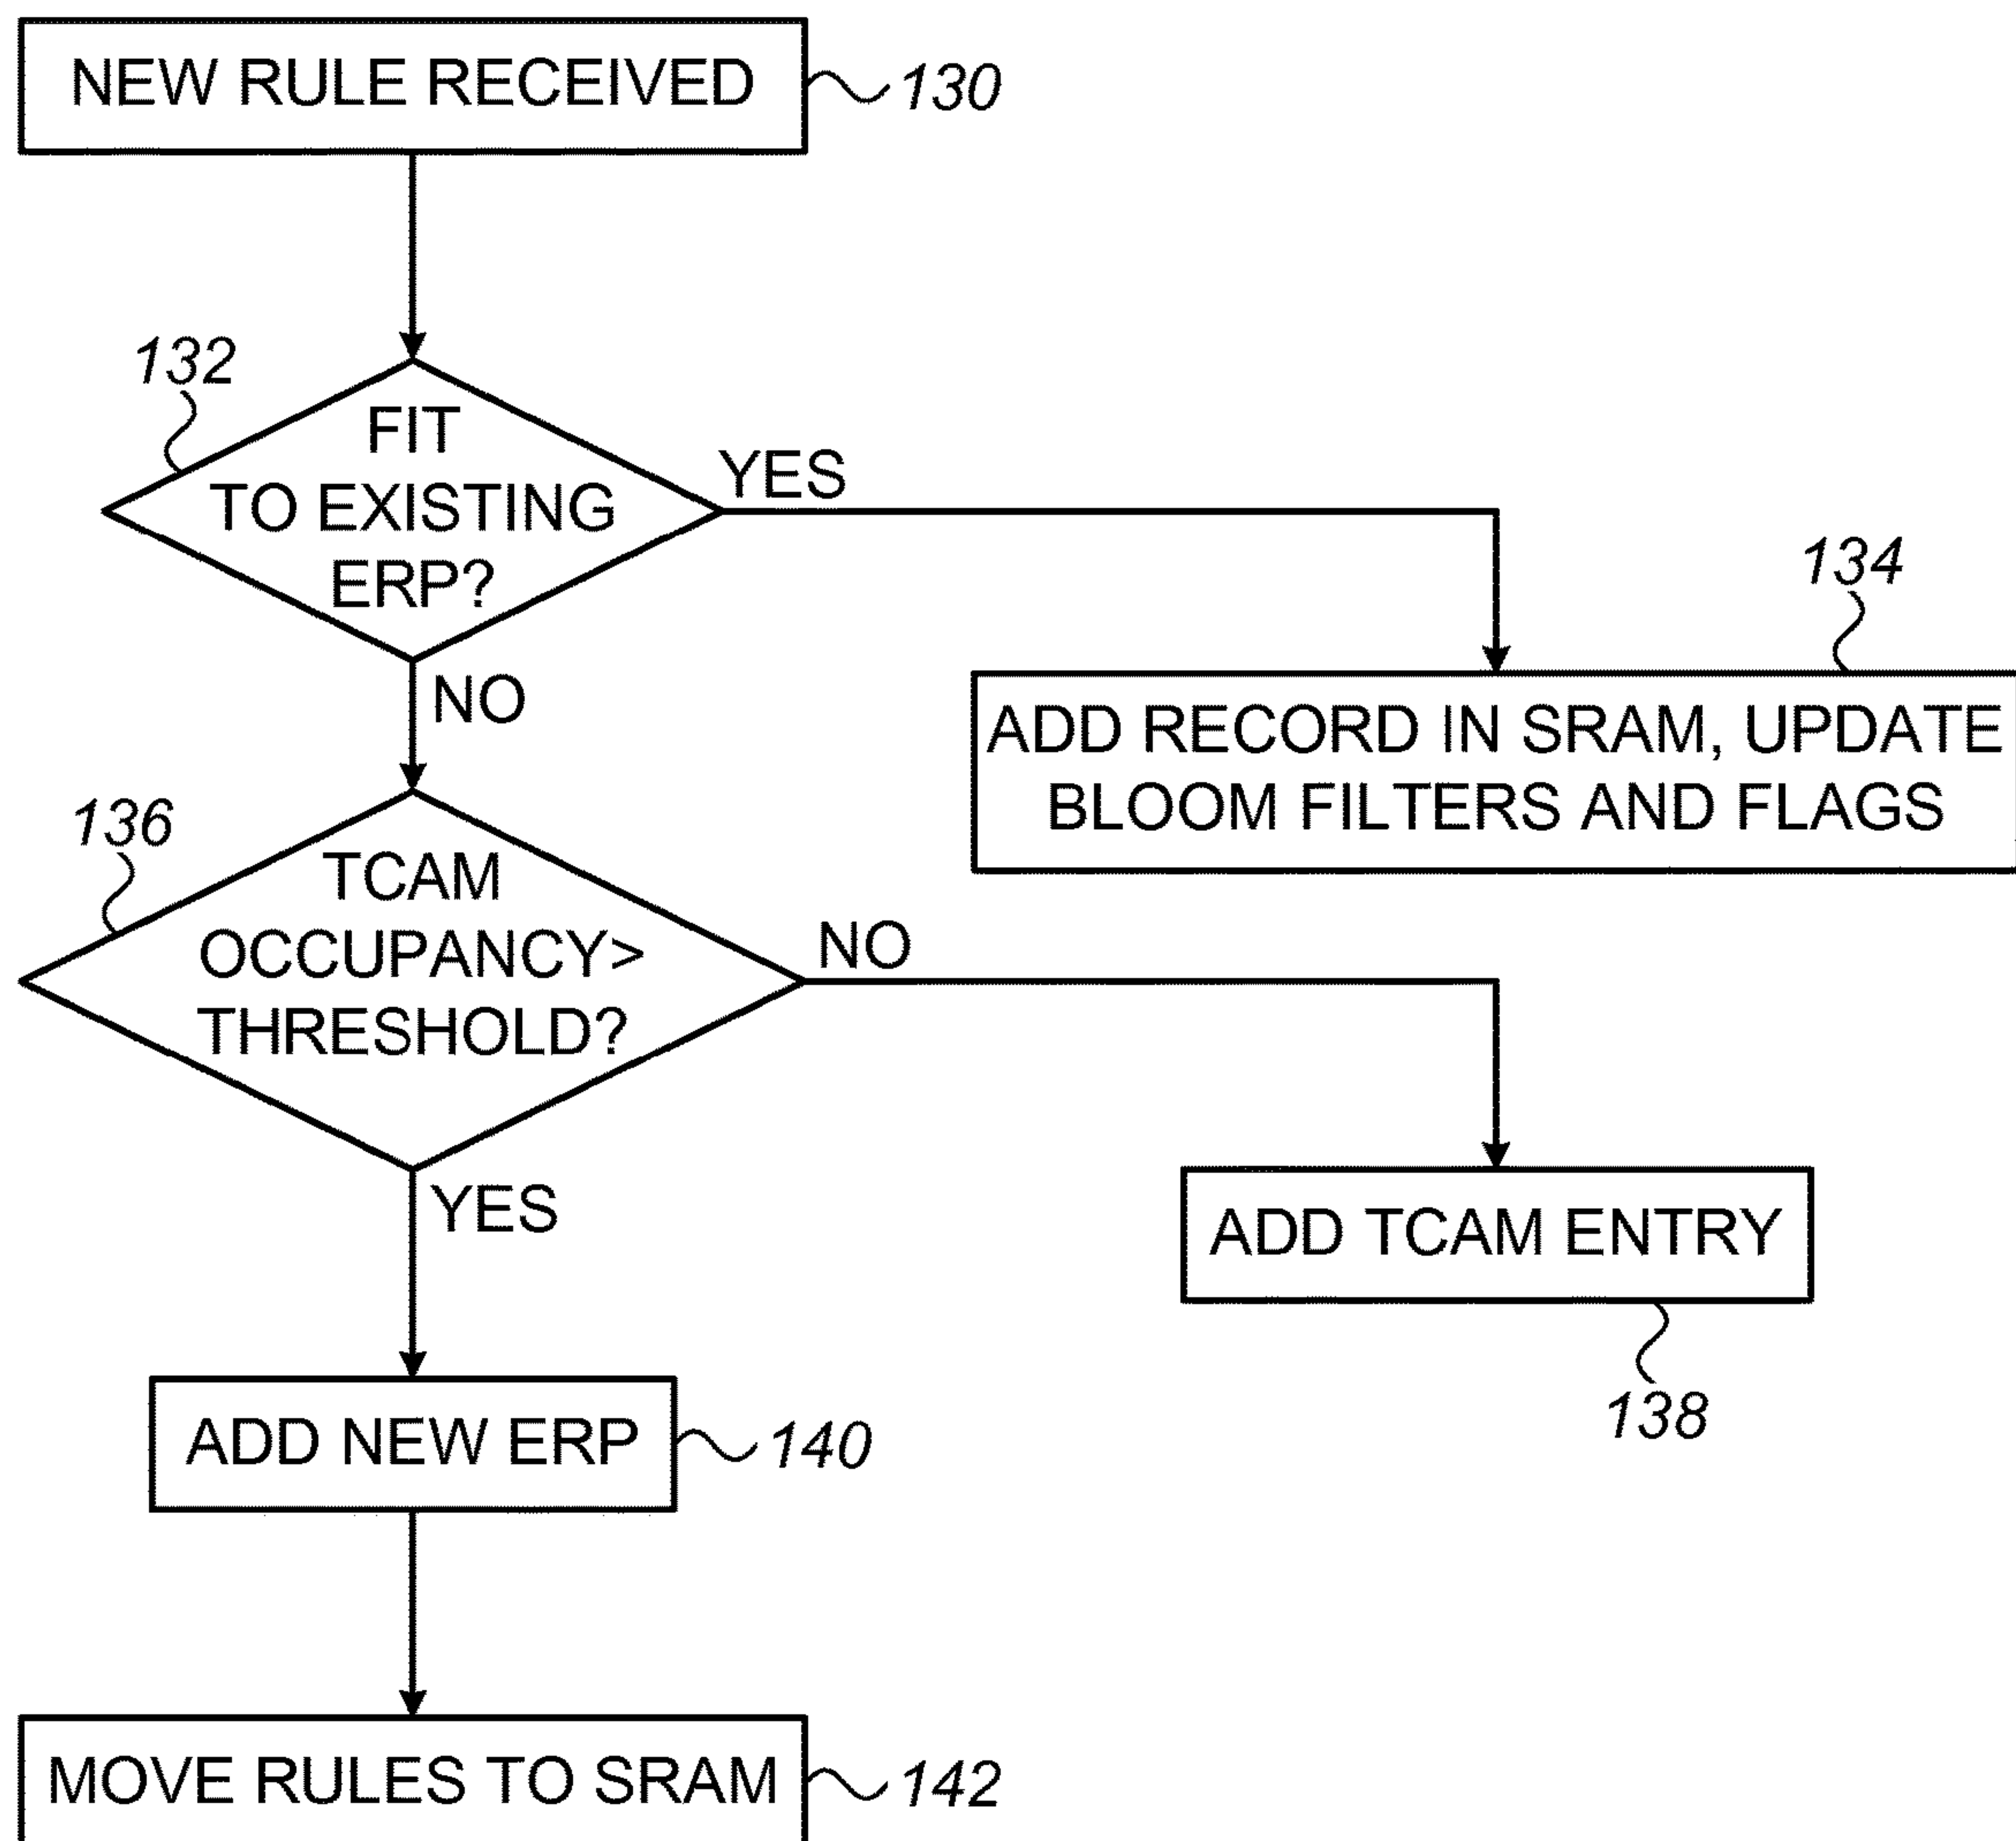 NEW RULE RECEIVED
130
132
FIT
TO EXISTING
ERP?
YES
NO
134
ADD RECORD IN SRAM, UPDATE
BLOOM FILTERS AND FLAGS
136
TCAM
OCCUPANCY>
THRESHOLD?
NO
YES
ADD TCAM ENTRY
138
ADD NEW ERP
140
MOVE RULES TO SRAM
142